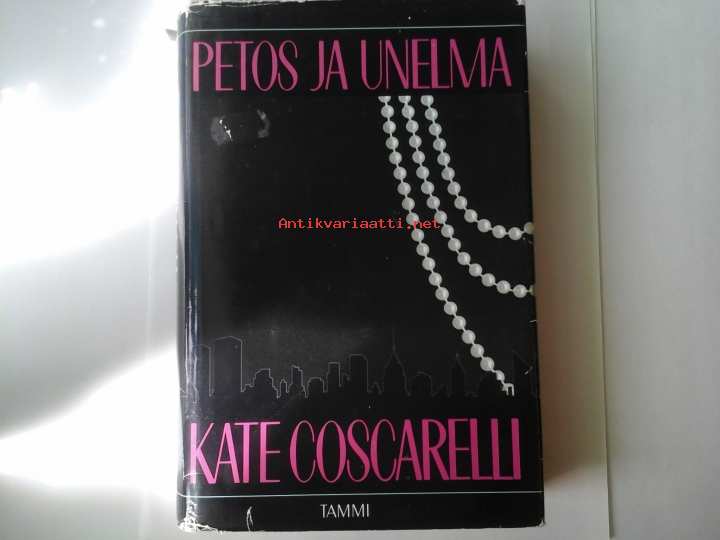 PETOS JA UNELMA
Antikvariaatti.net
KATE COSCARELLI
TAMMI